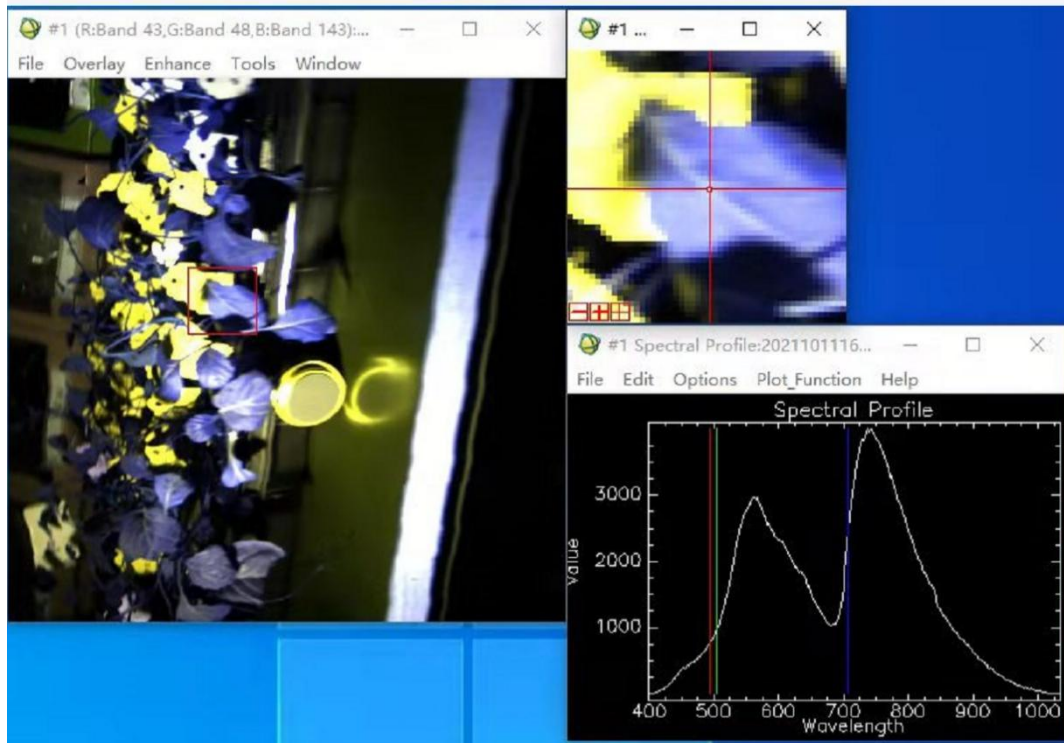 #1 (R:Band 43,G:Band 48,B:Band 143):...
File Overlay Enhance Tools Window
#1 ...
#1 Spectral Profile:2021101116...
File Edit Options Plot_Function Help
Spectral Profile
Value
3000
2000
1000
400 500 600 700 800 900 1000
Wavelength